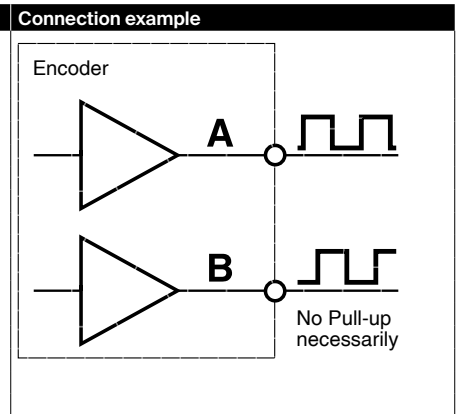 Connection example
Encoder
A
B
No Pull-up
necessarily